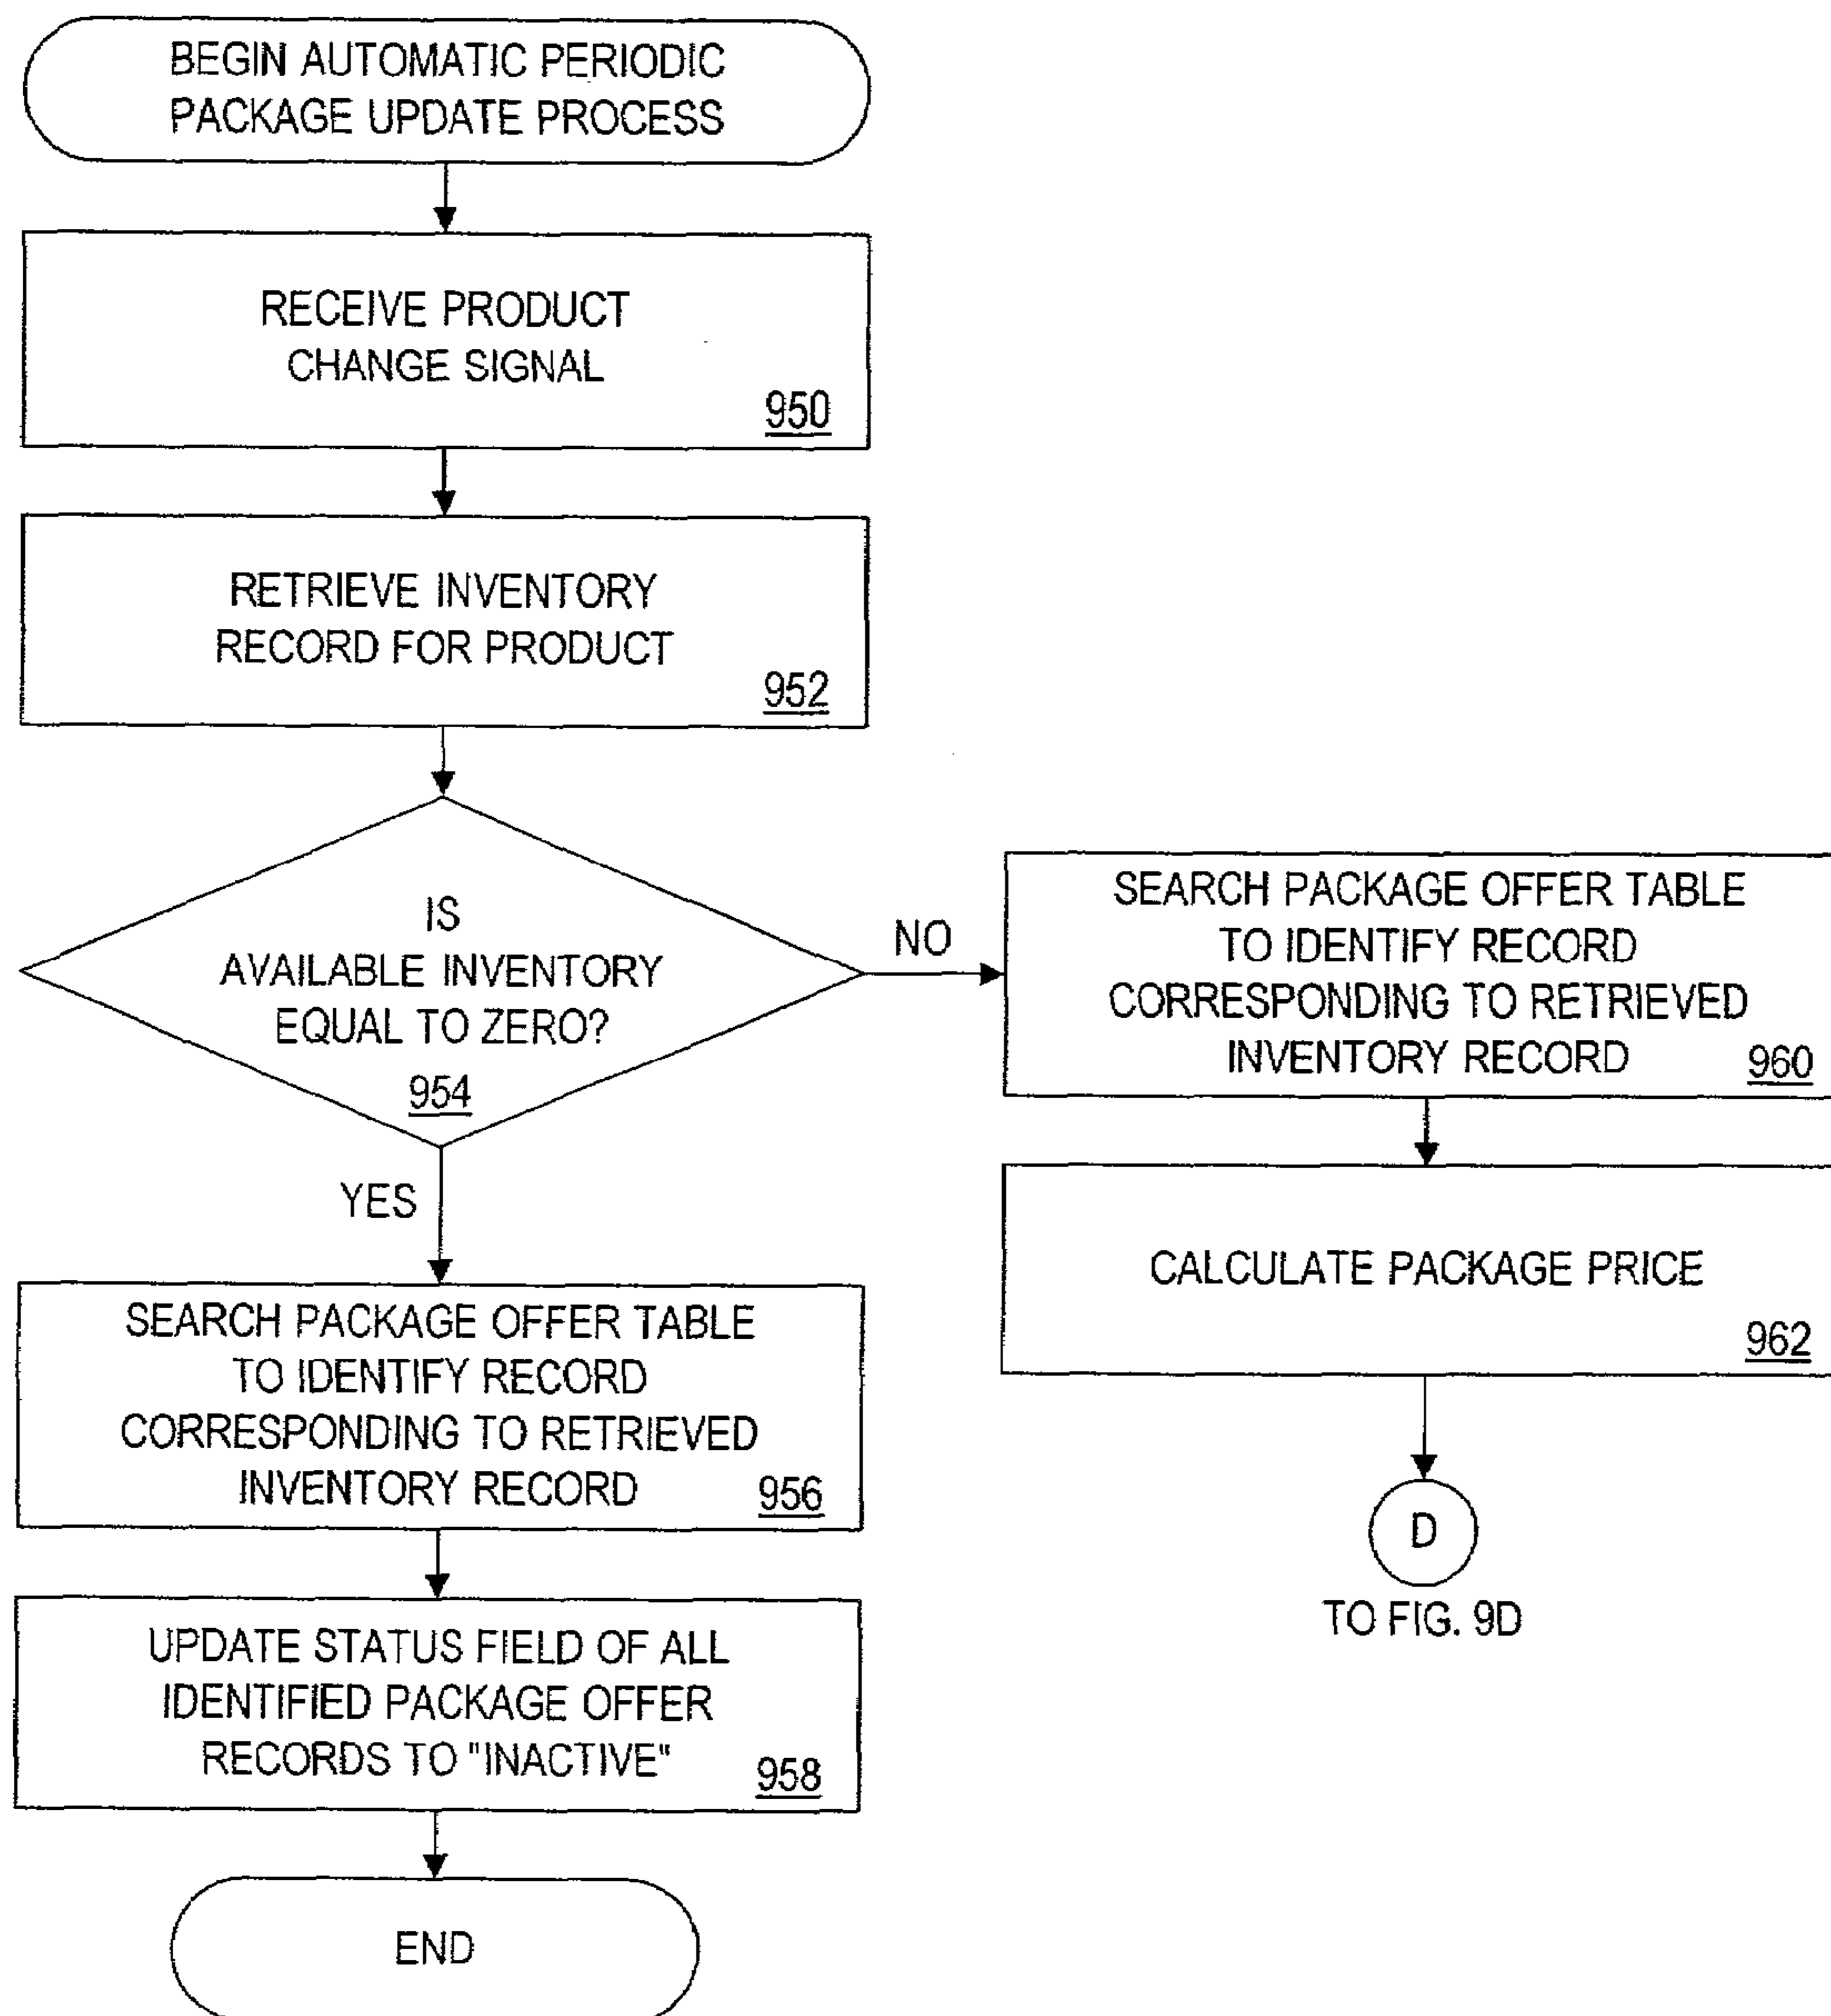 BEGIN AUTOMATIC PERIODIC
PACKAGE UPDATE PROCESS
RECEIVE PRODUCT
CHANGE SIGNAL
950
RETRIEVE INVENTORY
RECORD FOR PRODUCT
952
IS
AVAILABLE INVENTORY
EQUAL TO ZERO?
954
NO
YES
SEARCH PACKAGE OFFER TABLE
TO IDENTIFY RECORD
CORRESPONDING TO RETRIEVED
INVENTORY RECORD
956
UPDATE STATUS FIELD OF ALL
IDENTIFIED PACKAGE OFFER
RECORDS TO "INACTIVE"
958
END
SEARCH PACKAGE OFFER TABLE
TO IDENTIFY RECORD
CORRESPONDING TO RETRIEVED
INVENTORY RECORD
960
CALCULATE PACKAGE PRICE
962
D
TO FIG. 9D